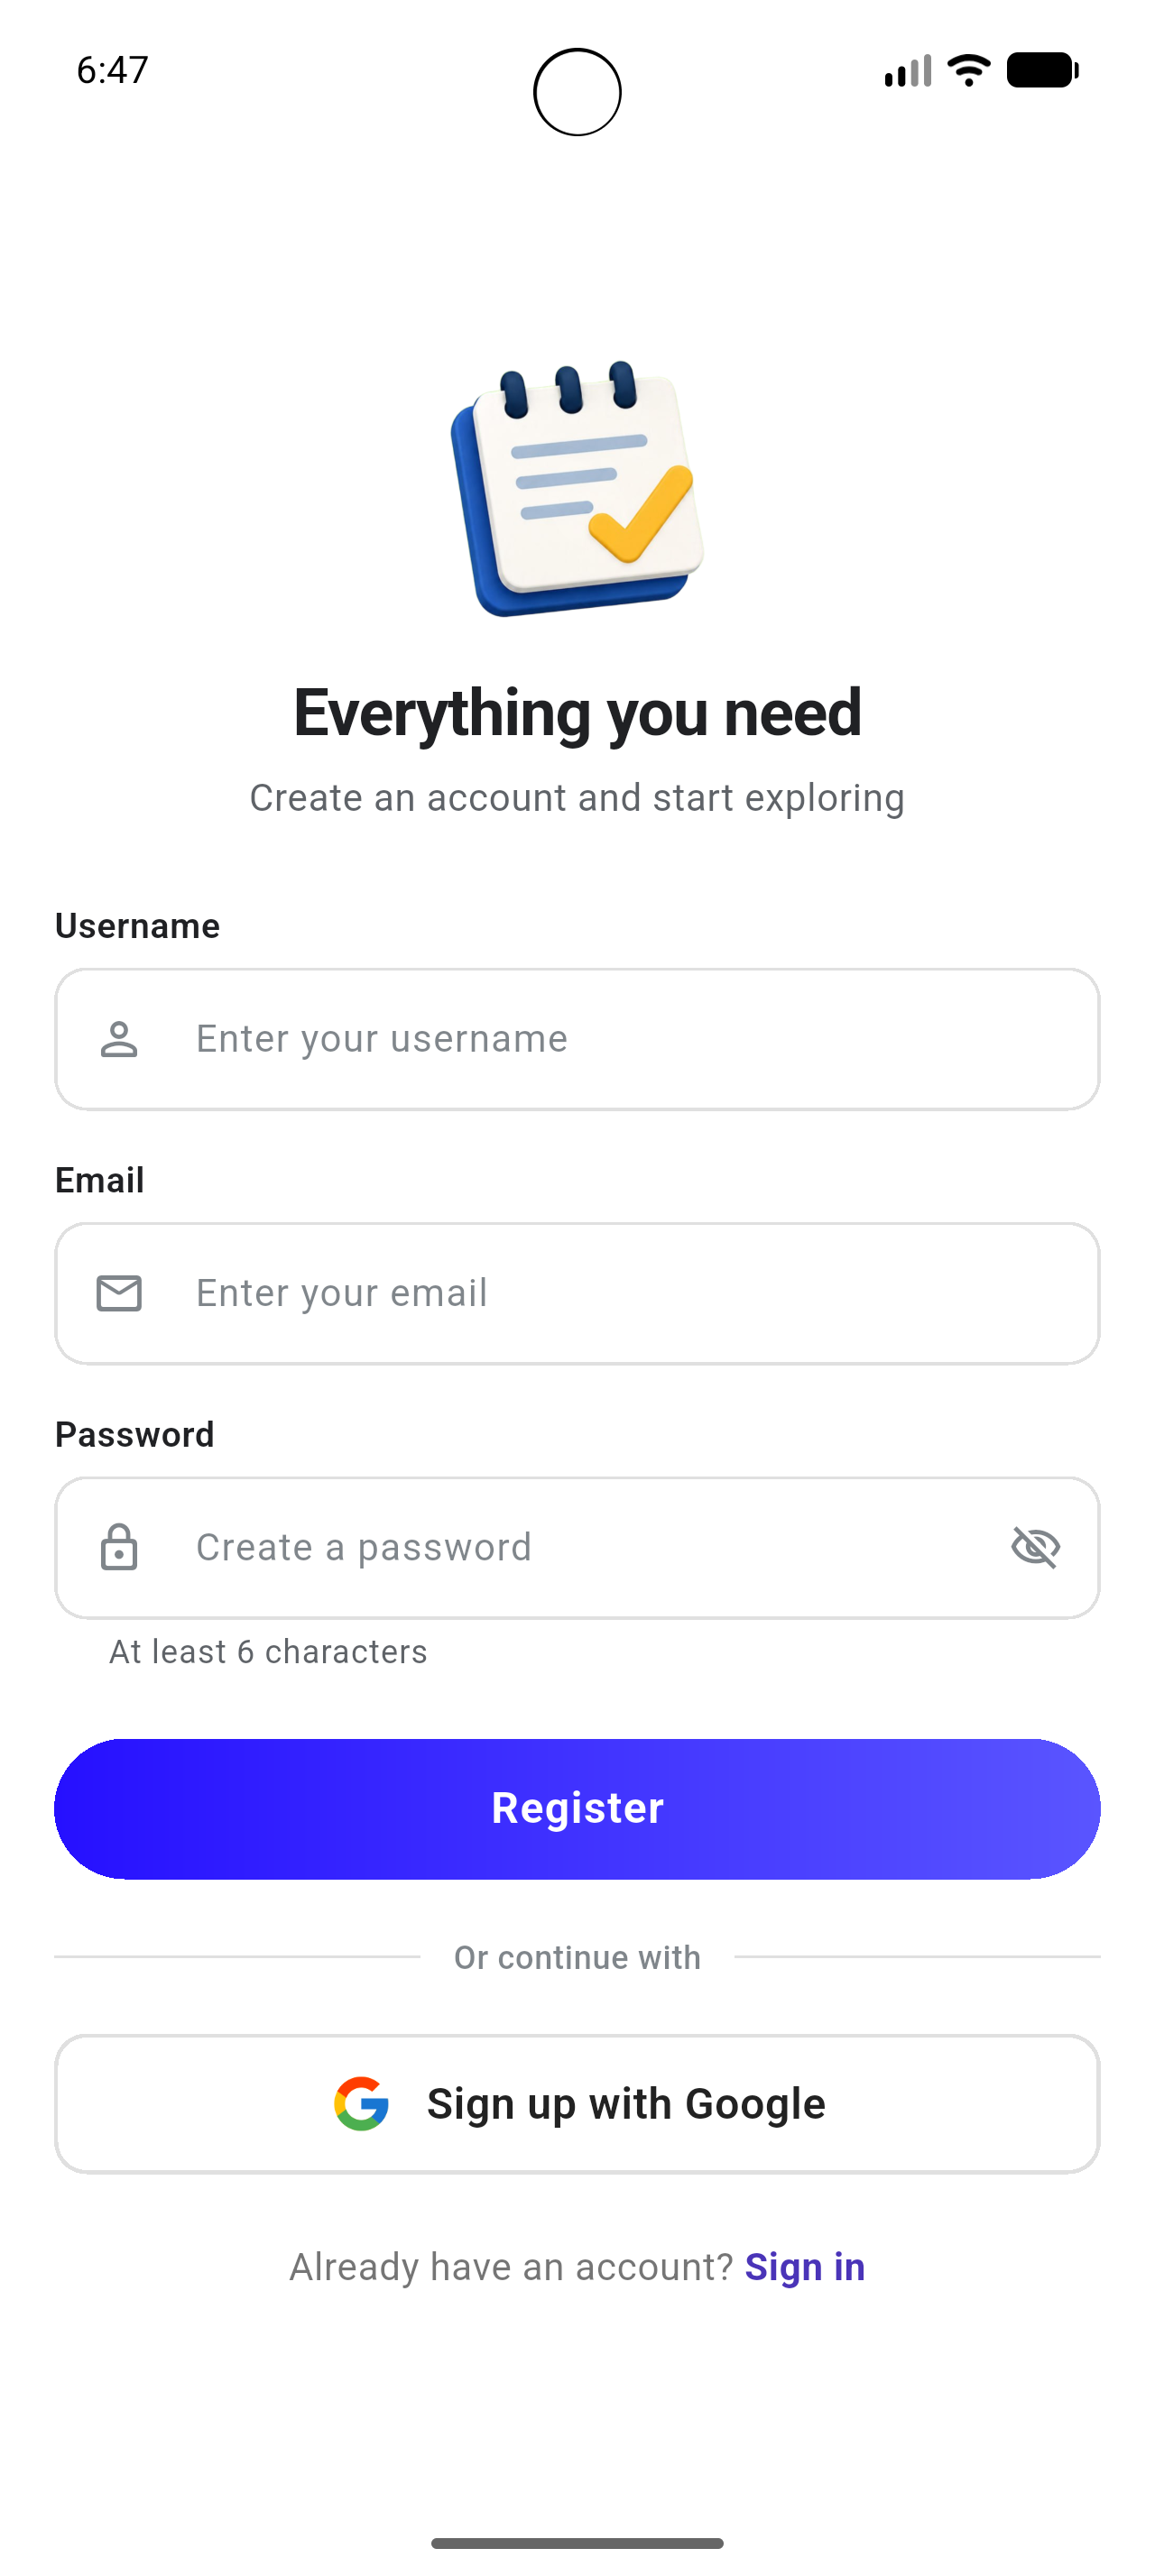 6:47
Everything you need
Create an account and start exploring
Username
Enter your username
Email
Enter your email
Password
Create a password
At least 6 characters
Register
Or continue with
Sign up with Google
Already have an account? Sign in